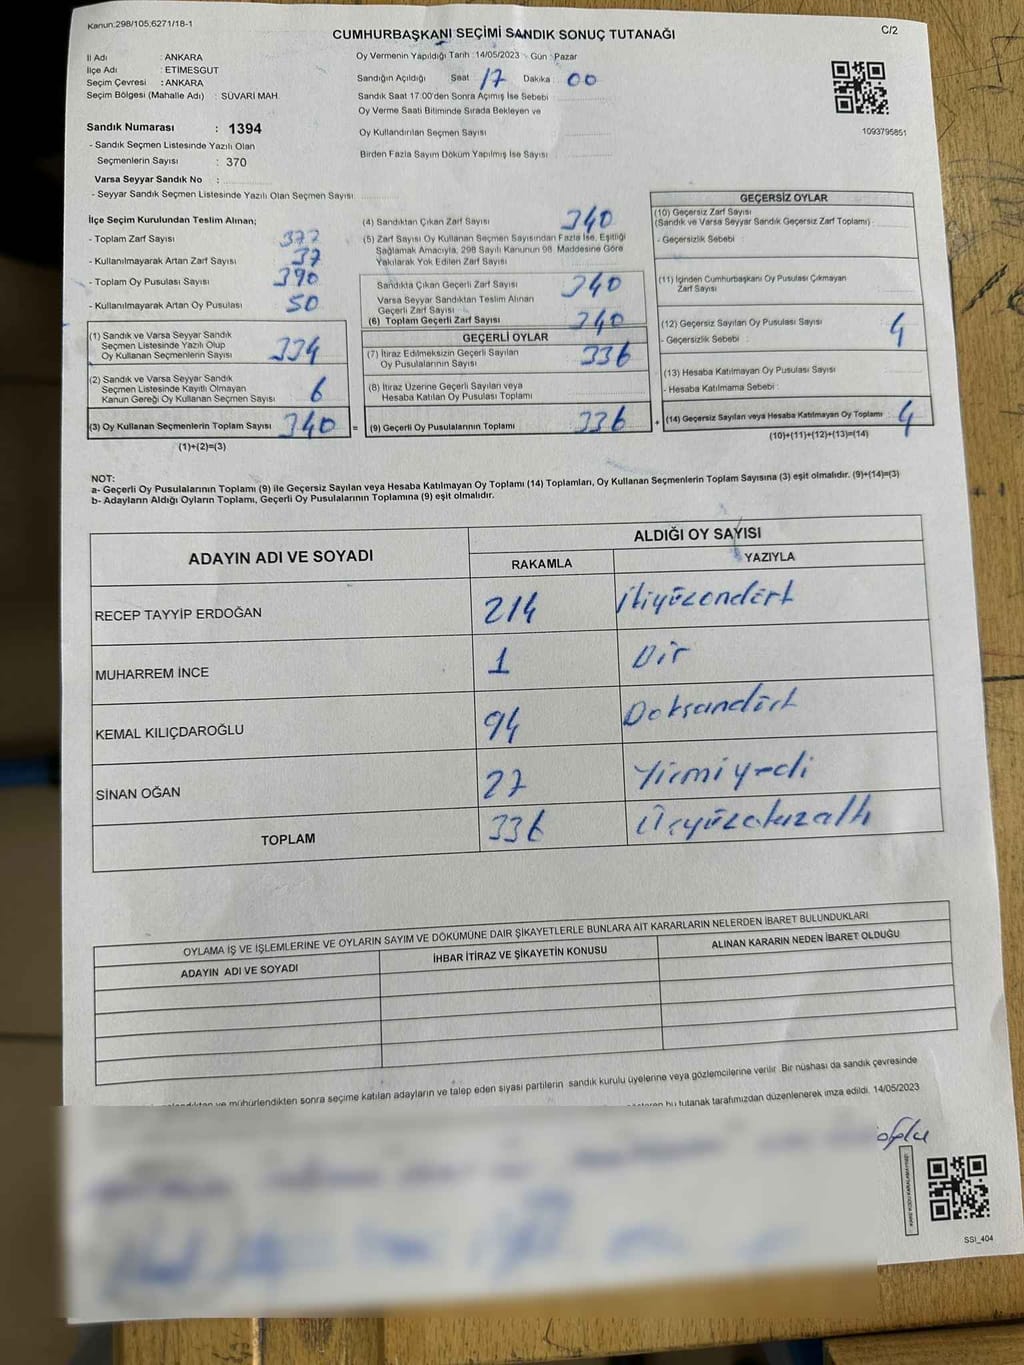 Kanun:298/105,6271/18-1
CUMHURBAŞKANI SEÇİMİ SANDIK SONUÇ TUTANAĞI
C/2
İl Adı : ANKARA
İlçe Adı : ETİMESGUT
Seçim Çevresi : ANKARA
Seçim Bölgesi (Mahalle Adı) : SÜVARİ MAH.
Oy Vermenin Yapıldığı Tarih :14/05/2023 Gün : Pazar
Sandığın Açıldığı Saat : 17 Dakika : 00
Sandık Saat 17:00'den Sonra Açımış İse Sebebi
Oy Verme Saati Bitiminde Sırada Bekleyen ve
Oy Kullandırılan Seçmen Sayısı
Birden Fazla Sayım Döküm Yapılmış İse Sayısı
1093795851
Sandık Numarası : 1394
- Sandık Seçmen Listesinde Yazılı Olan
Seçmenlerin Sayısı : 370
Varsa Seyyar Sandık No :
- Seyyar Sandık Seçmen Listesinde Yazılı Olan Seçmen Sayısı
İlçe Seçim Kurulundan Teslim Alınan;
- Toplam Zarf Sayısı 377
- Kullanılmayarak Artan Zarf Sayısı 37
- Toplam Oy Pusulası Sayısı 390
- Kullanılmayarak Artan Oy Pusulası 50
(1) Sandık ve Varsa Seyyar Sandık
Seçmen Listesinde Yazılı Olup
Oy Kullanan Seçmenlerin Sayısı 334
(2) Sandık ve Varsa Seyyar Sandık
Seçmen Listesinde Kayıtlı Olmayan
Kanun Gereği Oy Kullanan Seçmen Sayısı 6
(3) Oy Kullanan Seçmenlerin Toplam Sayısı 340
(1)+(2)=(3)
(4) Sandıktan Çıkan Zarf Sayısı 340
(5) Zarf Sayısı Oy Kullanan Seçmen Sayısından Fazla İse, Eşitliği
Sağlamak Amacıyla, 298 Sayılı Kanunun 98. Maddesine Göre
Yakılarak Yok Edilen Zarf Sayısı
Sandıkta Çıkan Geçerli Zarf Sayısı 340
Varsa Seyyar Sandıktan Teslim Alınan
Geçerli Zarf Sayısı
(6) Toplam Geçerli Zarf Sayısı 340
GEÇERLİ OYLAR
(7) İtiraz Edilmeksizin Geçerli Sayılan
Oy Pusulalarının Sayısı 336
(8) İtiraz Üzerine Geçerli Sayılan veya
Hesaba Katılan Oy Pusulası Toplamı
= (9) Geçerli Oy Pusulalarının Toplamı 336
GEÇERSİZ OYLAR
(10) Geçersiz Zarf Sayısı
(Sandık ve Varsa Seyyar Sandık Geçersiz Zarf Toplamı)
- Geçersizlik Sebebi
(11) İçinden Cumhurbaşkanı Oy Pusulası Çıkmayan
Zarf Sayısı
(12) Geçersiz Sayılan Oy Pusulası Sayısı 4
- Geçersizlik Sebebi :
(13) Hesaba Katılmayan Oy Pusulası Sayısı
- Hesaba Katılmama Sebebi :
+ (14) Geçersiz Sayılan veya Hesaba Katılmayan Oy Toplamı 4
(10)+(11)+(12)+(13)=(14)
NOT:
a- Geçerli Oy Pusulalarının Toplamı (9) ile Geçersiz Sayılan veya Hesaba Katılmayan Oy Toplamı (14) Toplamları, Oy Kullanan Seçmenlerin Toplam Sayısına (3) eşit olmalıdır. (9)+(14)=(3)
b- Adayların Aldığı Oyların Toplamı, Geçerli Oy Pusulalarının Toplamına (9) eşit olmalıdır.
ADAYIN ADI VE SOYADI
ALDIĞI OY SAYISI
RAKAMLA YAZIYLA
RECEP TAYYİP ERDOĞAN 214 ikiyüzondört
MUHARREM İNCE 1 Bir
KEMAL KILIÇDAROĞLU 94 Doksandört
SİNAN OĞAN 27 Yirmiyedi
TOPLAM 336 Üçyüzotuzaltı
OYLAMA İŞ VE İŞLEMLERİNE VE OYLARIN SAYIM VE DÖKÜMÜNE DAİR ŞİKAYETLERLE BUNLARA AİT KARARLARIN NELERDEN İBARET BULUNDUKLARI
ADAYIN ADI VE SOYADI İHBAR İTİRAZ VE ŞİKAYETİN KONUSU ALINAN KARARIN NEDEN İBARET OLDUĞU
ve mühürlendikten sonra seçime katılan adayların ve talep eden siyasi partilerin sandık kurulu üyelerine veya gözlemcilerine verilir. Bir nüshası da sandık çevresinde
bu tutanak tarafımızdan düzenlenerek imza edildi. 14/05/2023
SSI_404